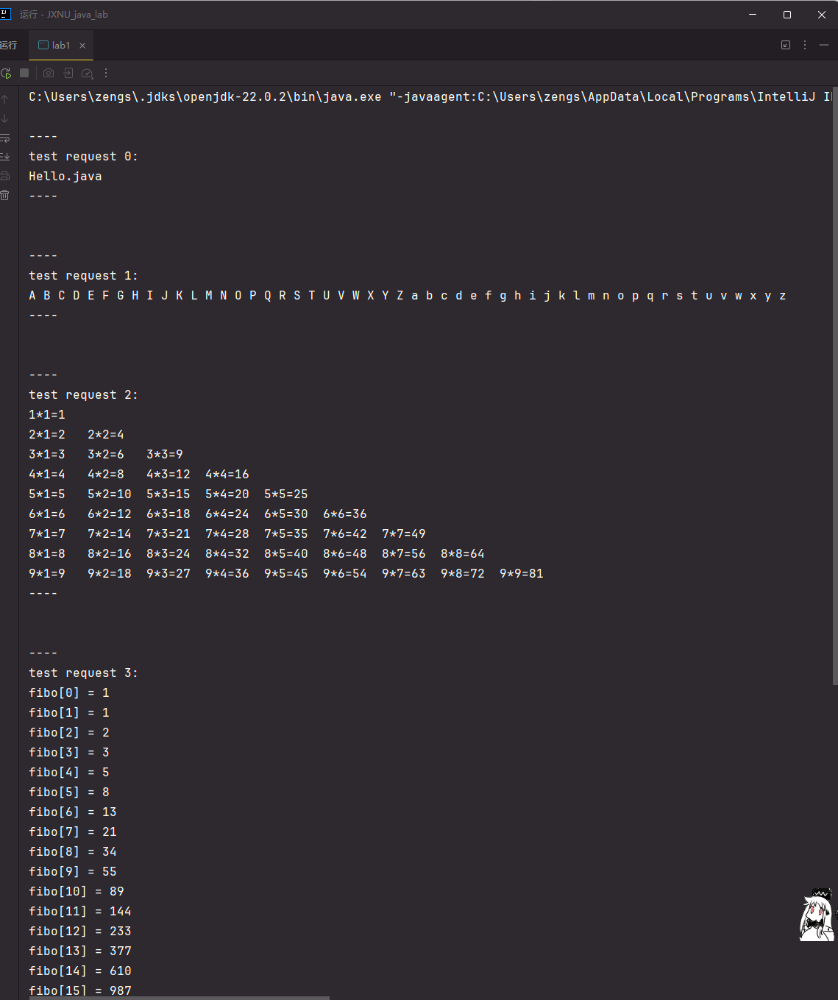 运行 - JXNU_java_lab
运行 lab1
C:\Users\zengs\.jdks\openjdk-22.0.2\bin\java.exe "-javaagent:C:\Users\zengs\AppData\Local\Programs\IntelliJ
----
test request 0:
Hello.java
----
----
test request 1:
A B C D E F G H I J K L M N O P Q R S T U V W X Y Z a b c d e f g h i j k l m n o p q r s t u v w x y z
----
----
test request 2:
1*1=1
2*1=2 2*2=4
3*1=3 3*2=6 3*3=9
4*1=4 4*2=8 4*3=12 4*4=16
5*1=5 5*2=10 5*3=15 5*4=20 5*5=25
6*1=6 6*2=12 6*3=18 6*4=24 6*5=30 6*6=36
7*1=7 7*2=14 7*3=21 7*4=28 7*5=35 7*6=42 7*7=49
8*1=8 8*2=16 8*3=24 8*4=32 8*5=40 8*6=48 8*7=56 8*8=64
9*1=9 9*2=18 9*3=27 9*4=36 9*5=45 9*6=54 9*7=63 9*8=72 9*9=81
----
----
test request 3:
fibo[0] = 1
fibo[1] = 1
fibo[2] = 2
fibo[3] = 3
fibo[4] = 5
fibo[5] = 8
fibo[6] = 13
fibo[7] = 21
fibo[8] = 34
fibo[9] = 55
fibo[10] = 89
fibo[11] = 144
fibo[12] = 233
fibo[13] = 377
fibo[14] = 610
fibo[15] = 987